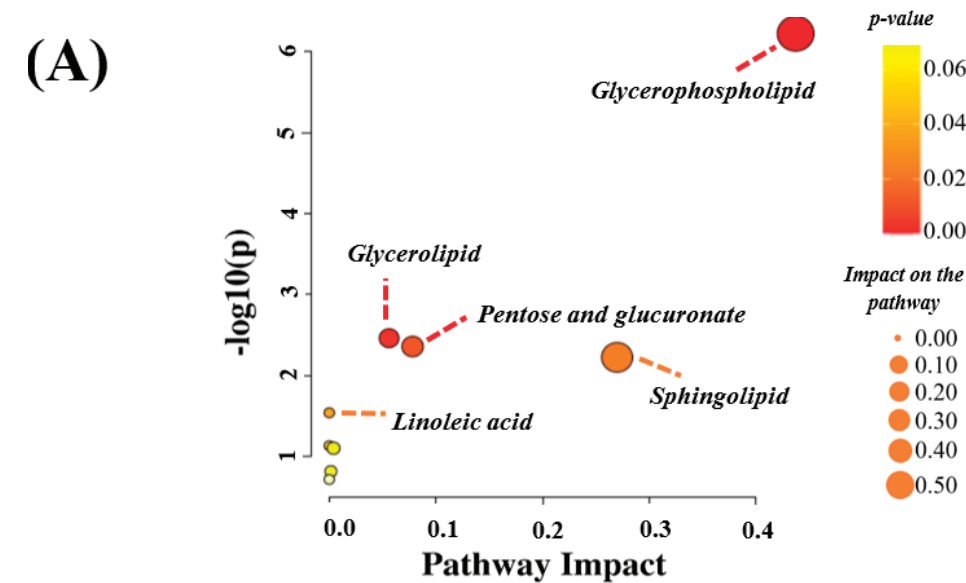 (A)
p-value
6
5
4
3
2
1
-log10(p)
Glycerophospholipid
Glycerolipid
Pentose and glucuronate
Sphingolipid
Linoleic acid
0.0
0.1
0.2
0.3
0.4
Pathway Impact
0.06
0.04
0.02
0.00
Impact on the
pathway
0.00
0.10
0.20
0.30
0.40
0.50